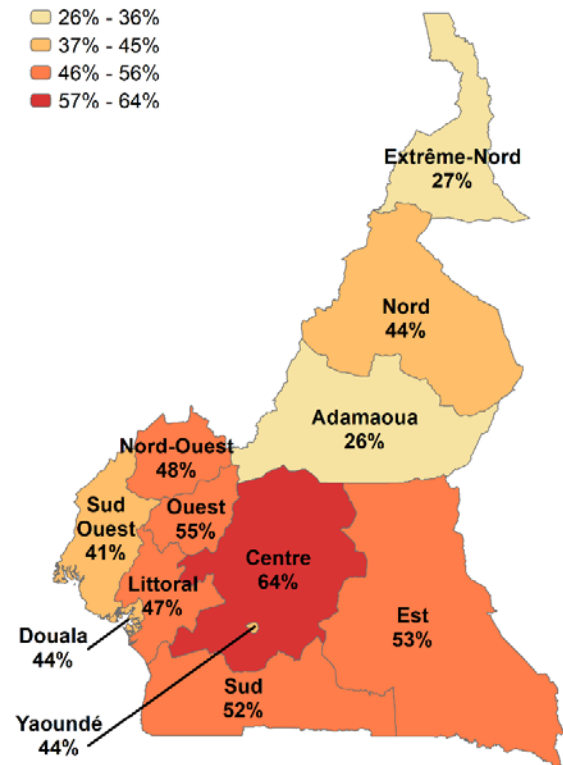 26% - 36%
37% - 45%
46% - 56%
57% - 64%
Extrême-Nord
27%
Nord
44%
Adamaoua
26%
Nord-Ouest
48%
Ouest
55%
Sud
Ouest
41%
Centre
64%
Littoral
47%
Est
53%
Douala
44%
Sud
52%
Yaoundé
44%